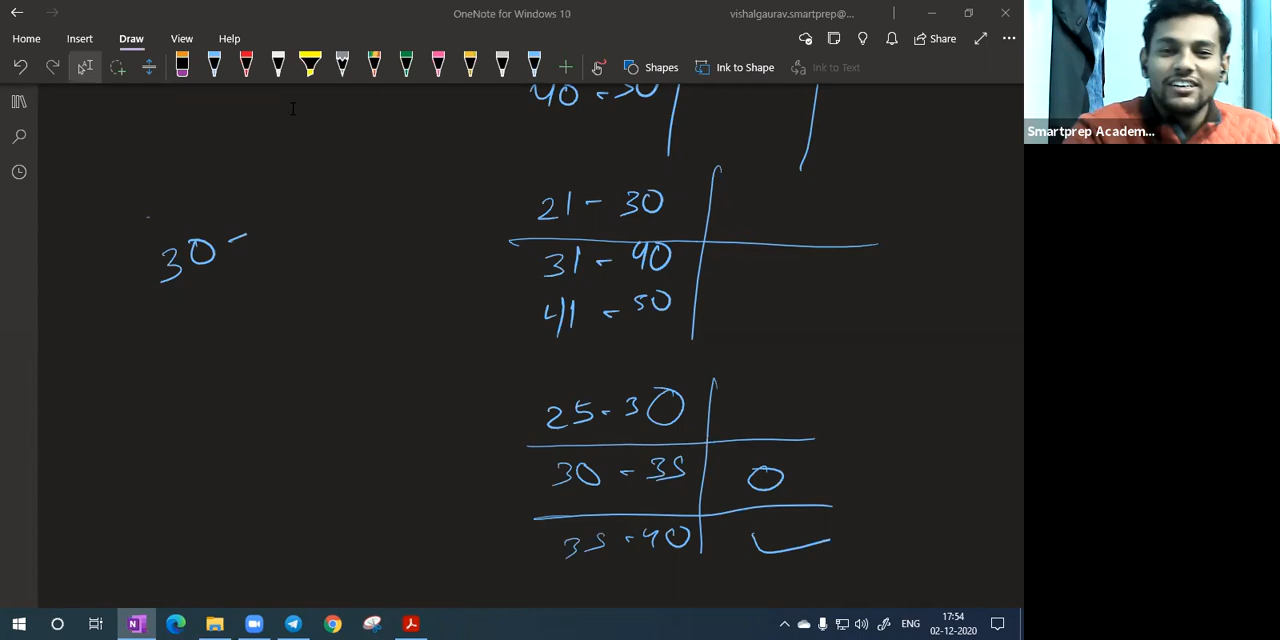 OneNote for Windows 10
vishalgaurav.smartprep@...
Home Insert Draw View Help
Share
Shapes
Ink to Shape
Ink to Text
Smartprep Academ...
40 - 50
21 - 30
31 - 40
41 - 50
30 -
25 - 30
30 - 35 0
35 - 40
ENG
17:54
02-12-2020